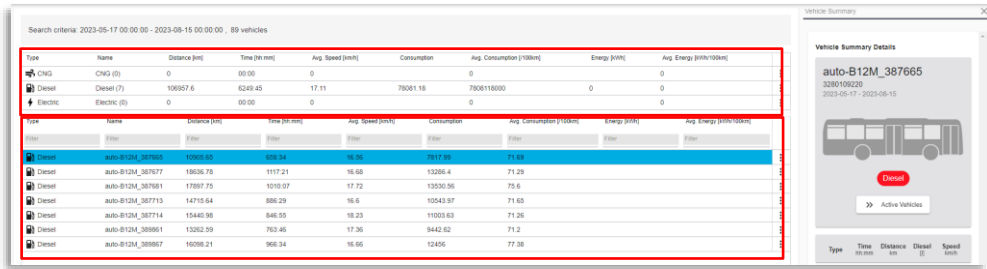 Vehicle Summary
Search criteria: 2023-05-17 00:00:00 - 2023-08-15 00:00:00 , 89 vehicles
Type Name Distance [km] Time [hh:mm] Avg. Speed [km/h] Consumption Avg. Consumption [/100km] Energy [kWh] Avg. Energy [kWh/100km]
CNG CNG (0) 0 00:00 0 0 0
Diesel Diesel (7) 106957.6 6249:45 17.11 78081.18 7808118000 0 0
Electric Electric (0) 0 00:00 0 0 0
Type Name Distance [km] Time [hh:mm] Avg. Speed [km/h] Consumption Avg. Consumption [/100km] Energy [kWh] Avg. Energy [kWh/100km]
Filter Filter Filter Filter Filter Filter Filter Filter Filter
Diesel auto-B12M_387665 10965.65 658:34 16.56 7817.99 71.69
Diesel auto-B12M_387677 18636.78 1117:21 16.68 13286.4 71.29
Diesel auto-B12M_387681 17897.75 1010:07 17.72 13530.56 75.6
Diesel auto-B12M_387713 14715.64 886:29 16.6 10543.97 71.65
Diesel auto-B12M_387714 15440.98 846:55 18.23 11003.63 71.26
Diesel auto-B12M_389861 13262.59 763:46 17.36 9442.62 71.2
Diesel auto-B12M_389867 16098.21 966:34 16.66 12456 77.38
Vehicle Summary Details
auto-B12M_387665
3280109220
2023-05-17 - 2023-08-15
Diesel
Active Vehicles
Type Time Distance Diesel Speed
hh:mm km [l] km/h